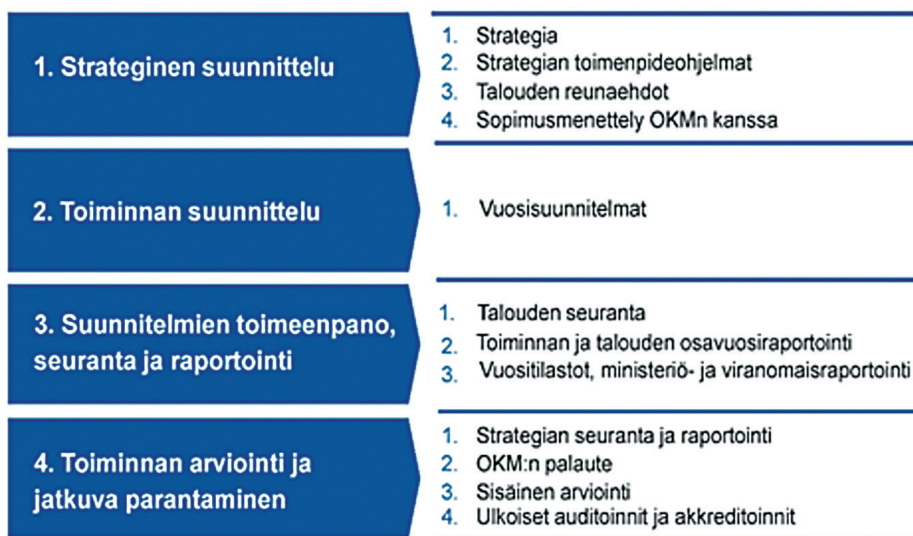 1. Strateginen suunnittelu
1. Strategia
2. Strategian toimenpideohjelmat
3. Talouden reunaehdot
4. Sopimusmenettely OKMn kanssa
2. Toiminnan suunnittelu
1. Vuosisuunnitelmat
3. Suunnitelmien toimeenpano,
seuranta ja raportointi
1. Talouden seuranta
2. Toiminnan ja talouden osavuosiraportointi
3. Vuositilastot, ministeriö- ja viranomaisraportointi
4. Toiminnan arviointi ja
jatkuva parantaminen
1. Strategian seuranta ja raportointi
2. OKM:n palaute
3. Sisäinen arviointi
4. Ulkoiset auditoinnit ja akkreditoinnit